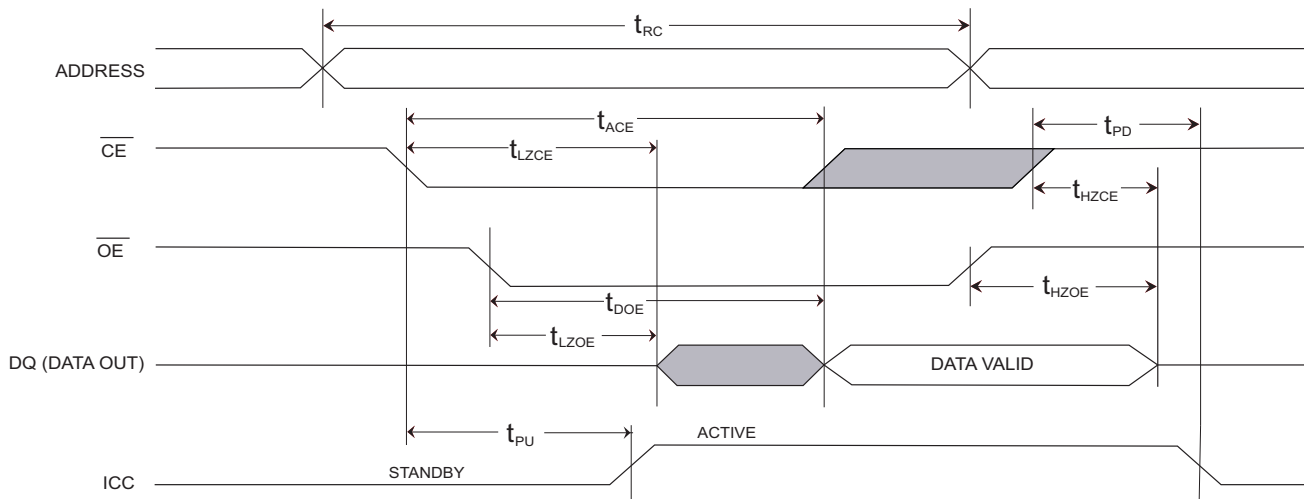 tRC
ADDRESS
tACE
tPD
CE
tLZCE
tHZCE
OE
tHZOE
tDOE
tLZOE
DQ (DATA OUT)
DATA VALID
tPU
ACTIVE
STANDBY
ICC